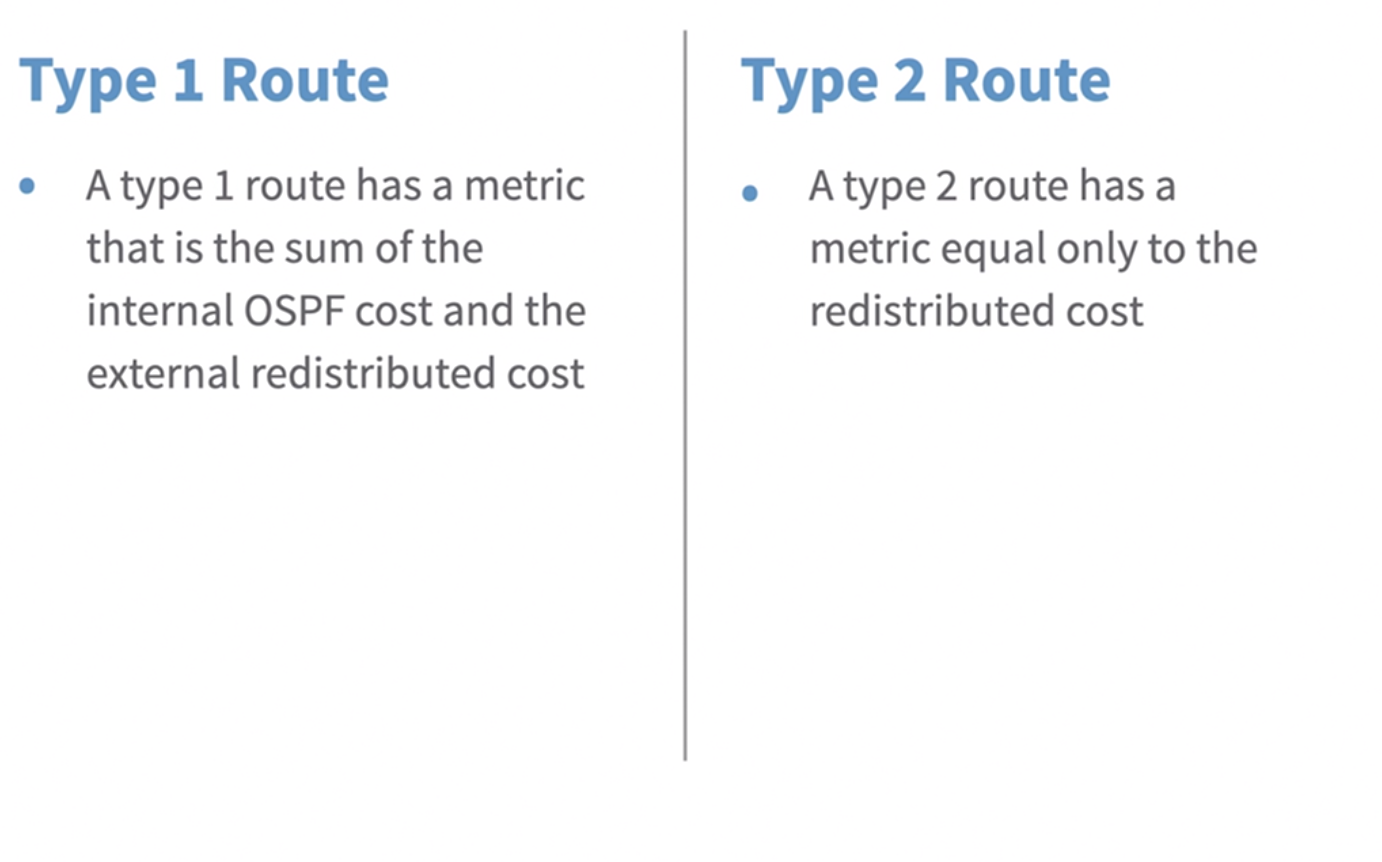 Type 1 Route
• A type 1 route has a metric
that is the sum of the
internal OSPF cost and the
external redistributed cost
Type 2 Route
• A type 2 route has a
metric equal only to the
redistributed cost